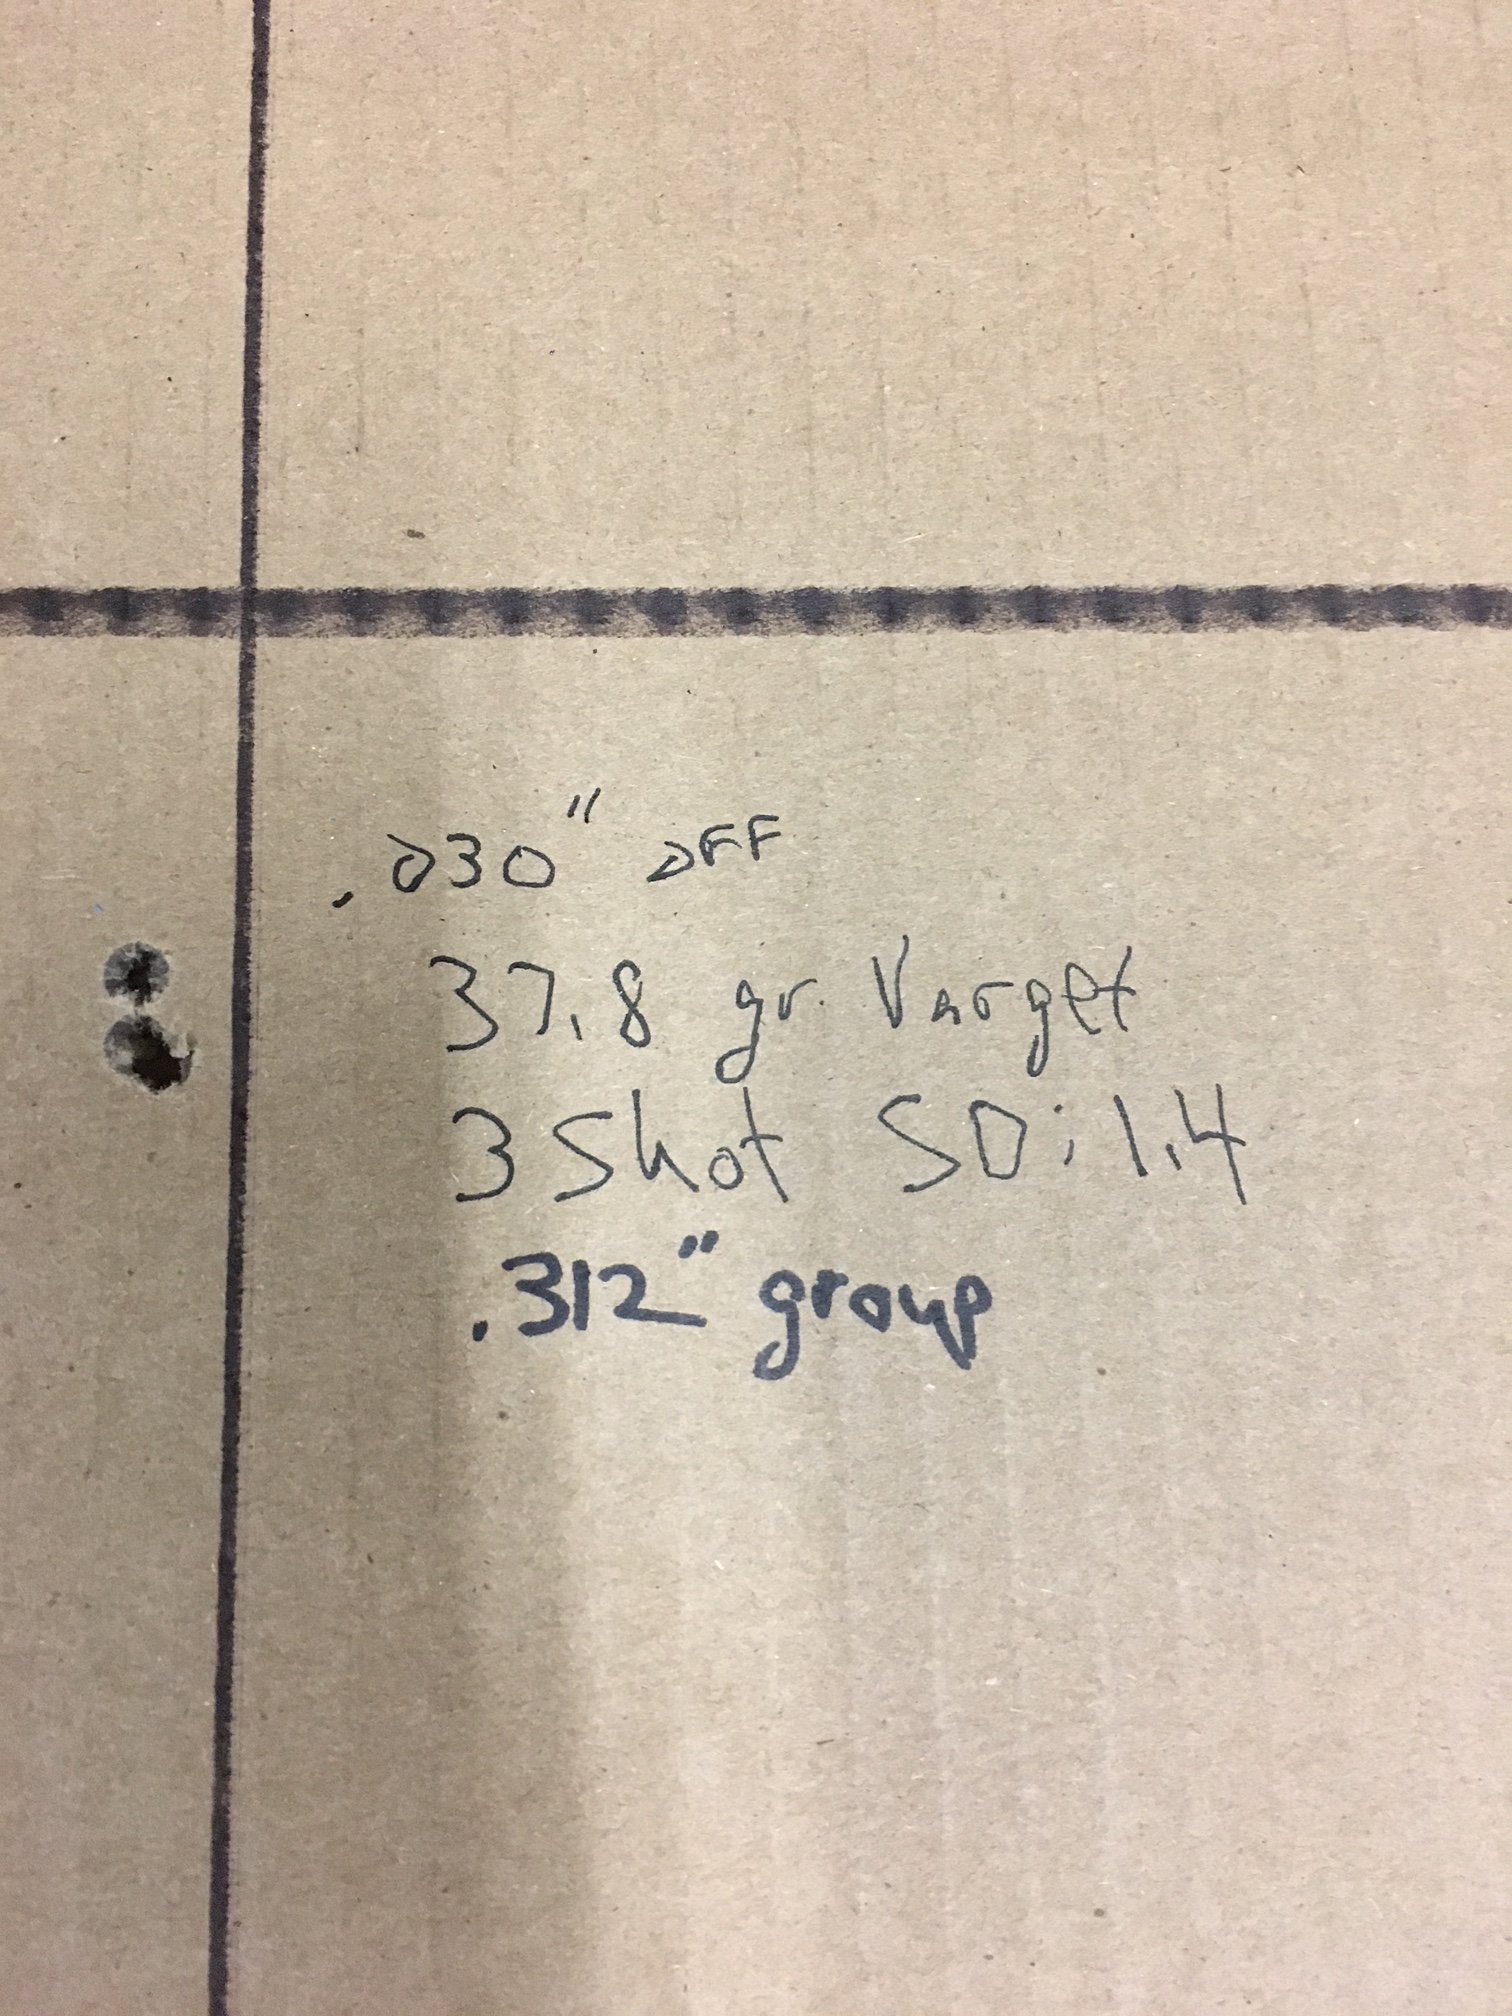 .030" OFF
37.8 gr. Varget
3 Shot SD: 1.4
.312" group